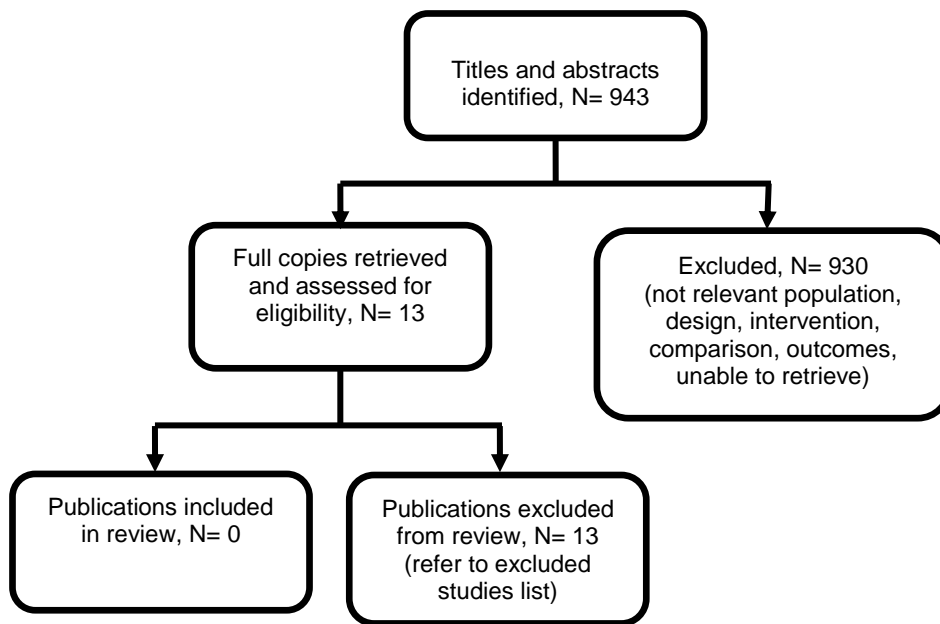 Titles and abstracts
identified, N= 943
Full copies retrieved
and assessed for
eligibility, N= 13
Excluded, N= 930
(not relevant population,
design, intervention,
comparison, outcomes,
unable to retrieve)
Publications included
in review, N= 0
Publications excluded
from review, N= 13
(refer to excluded
studies list)